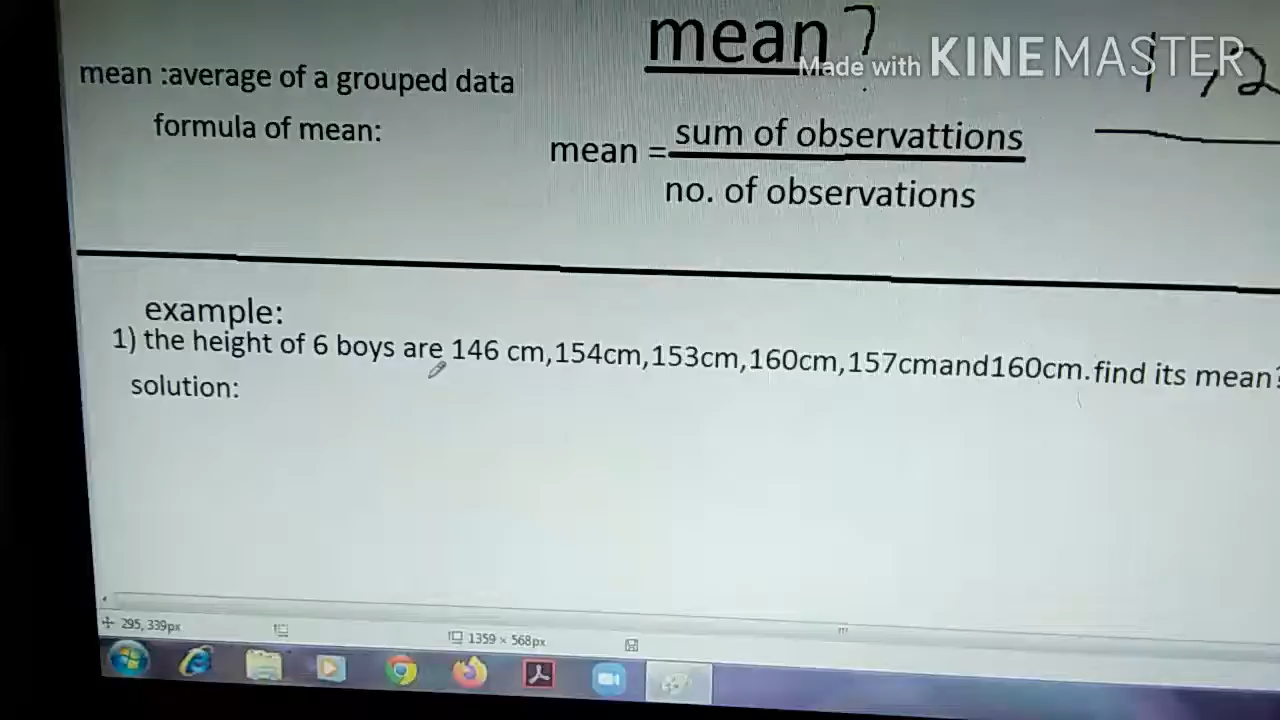 mean ?
Made with KINEMASTER
1,2
mean :average of a grouped data
formula of mean:
mean = sum of observattions
no. of observations
example:
1) the height of 6 boys are 146 cm,154cm,153cm,160cm,157cmand160cm.find its mean?
solution:
295, 339px
1359 × 568px